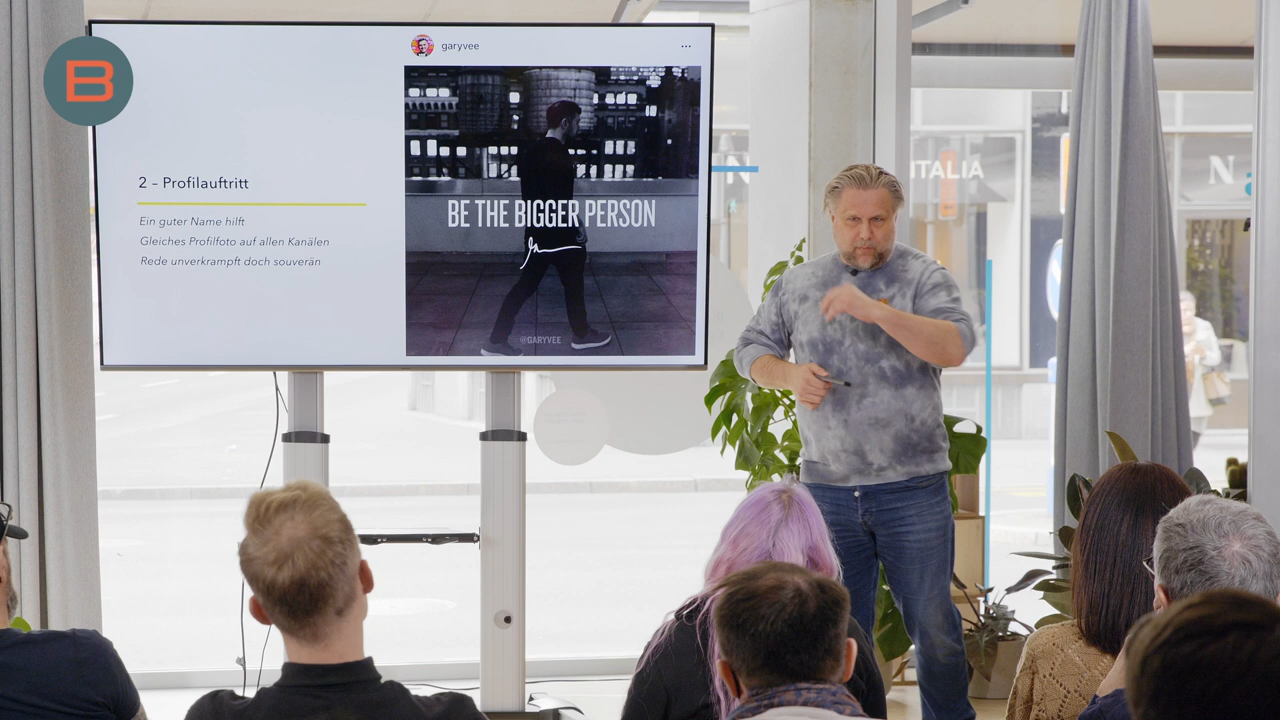 B
garyvee
2 – Profilauftritt
Ein guter Name hilft
Gleiches Profilfoto auf allen Kanälen
Rede unverkrampft doch souverän
BE THE BIGGER PERSON
@GARYVEE
N
ITALIA
N